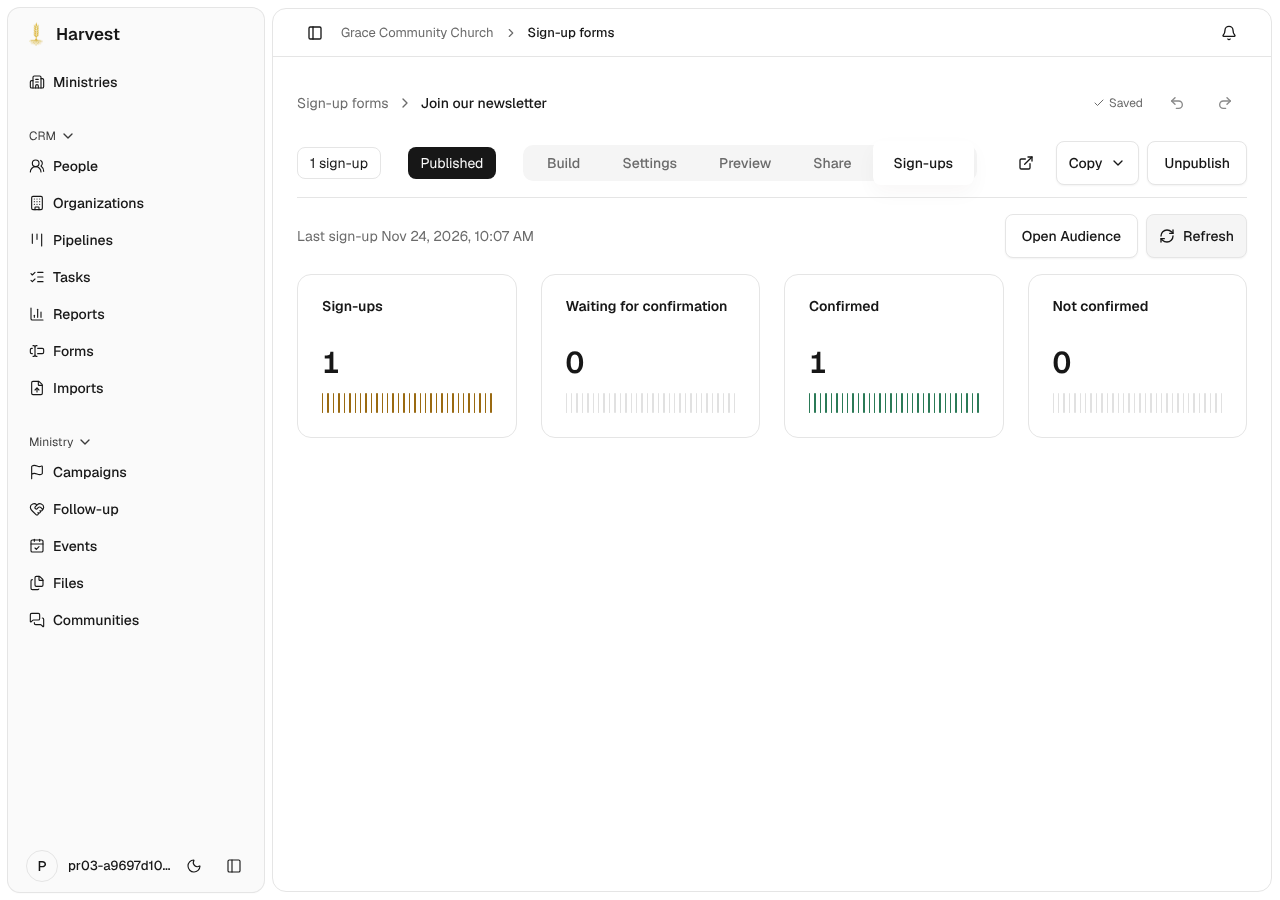 Harvest
Grace Community Church
Sign-up forms
Ministries
CRM
People
Organizations
Pipelines
Tasks
Reports
Forms
Imports
Ministry
Campaigns
Follow-up
Events
Files
Communities
P
pr03-a9697d10...
Sign-up forms
Join our newsletter
Saved
1 sign-up
Published
Build
Settings
Preview
Share
Sign-ups
Copy
Unpublish
Last sign-up Nov 24, 2026, 10:07 AM
Open Audience
Refresh
Sign-ups
1
Waiting for confirmation
0
Confirmed
1
Not confirmed
0